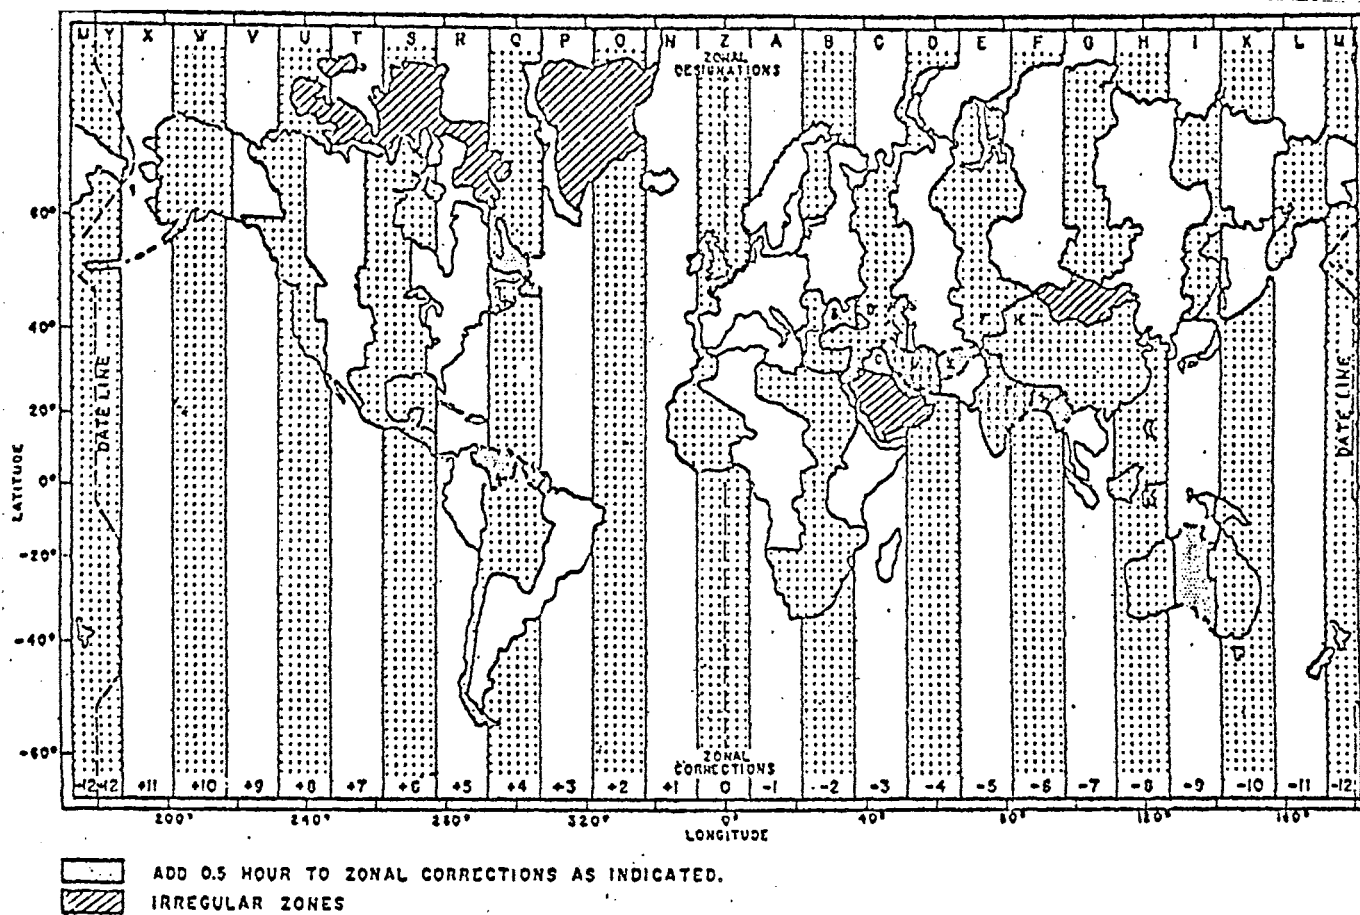 M Y X W V U T S R Q P O N Z A B C D E F G H I K L M
ZONAL
DESIGNATIONS
60°
40°
20°
0°
-20°
-40°
-60°
LATITUDE
DATE LINE
DATE LINE
ZONAL
CORRECTIONS
-12 +12 +11 +10 +9 +8 +7 +6 +5 +4 +3 +2 +1 0 -1 -2 -3 -4 -5 -6 -7 -8 -9 -10 -11 -12
200° 240° 280° 320° 0° 40° 80° 120° 160°
LONGITUDE
ADD 0.5 HOUR TO ZONAL CORRECTIONS AS INDICATED.
IRREGULAR ZONES